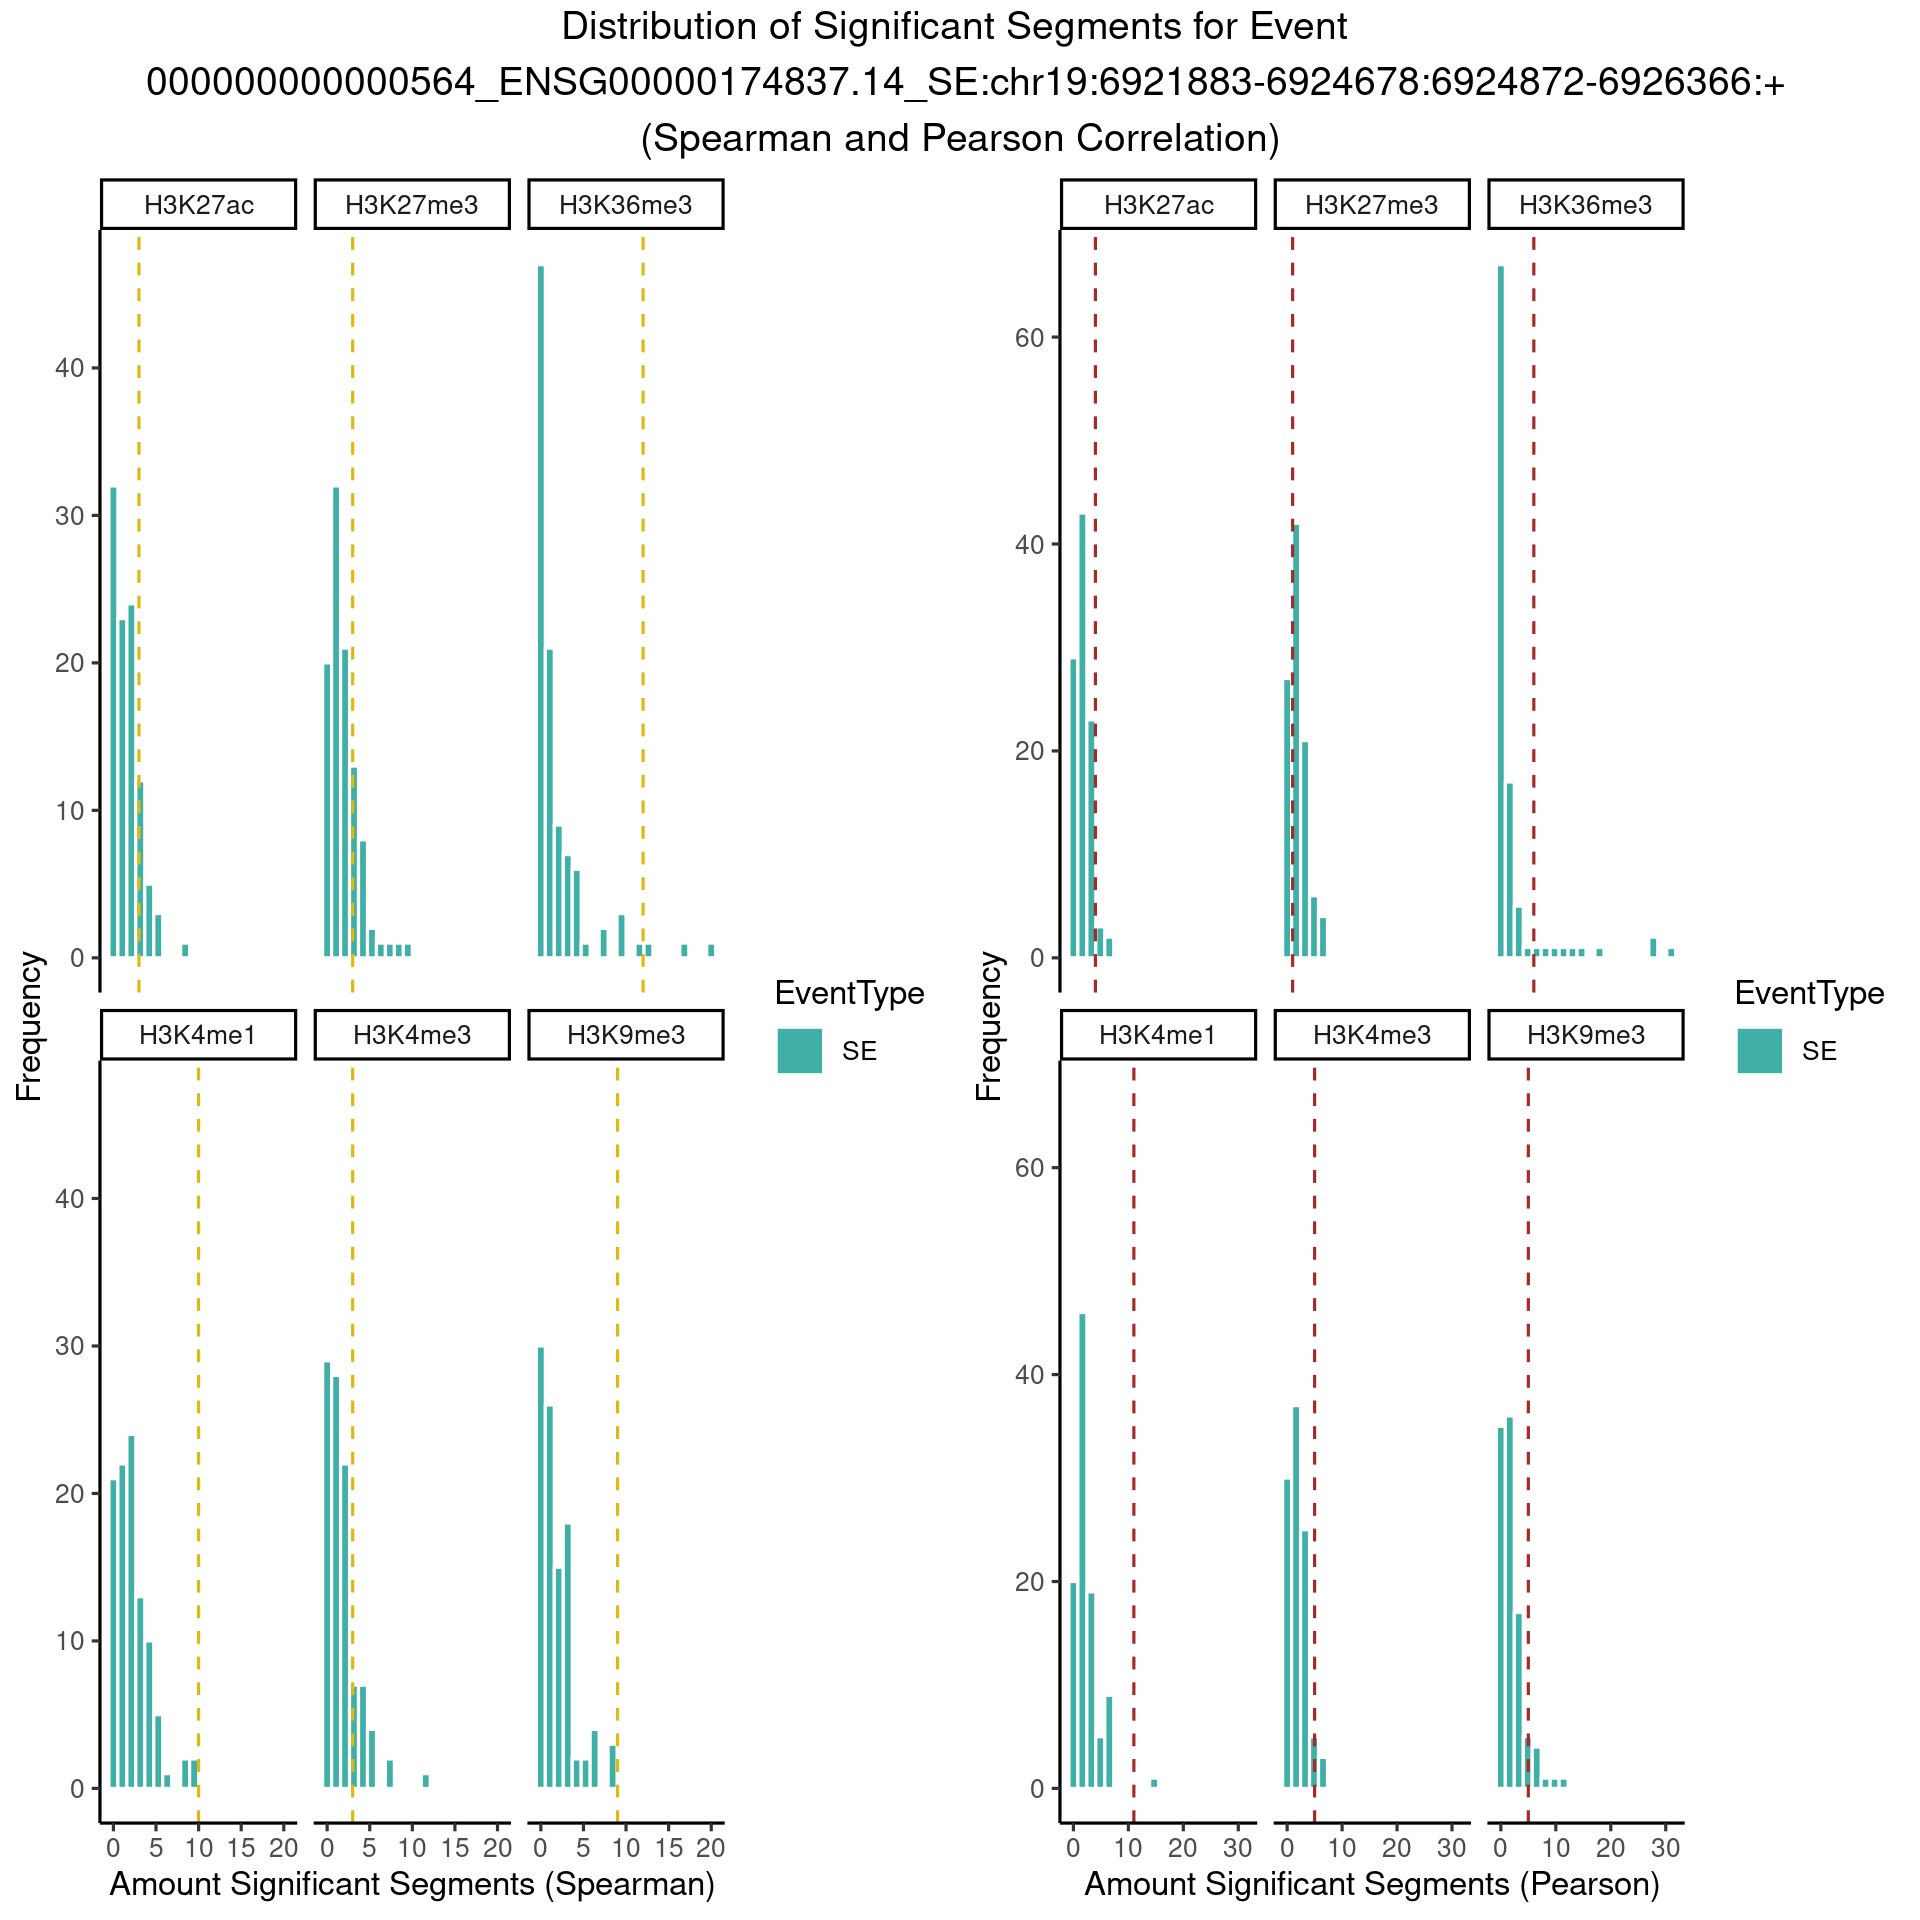 Distribution of Significant Segments for Event
000000000000564_ENSG00000174837.14_SE:chr19:6921883-6924678:6924872-6926366:+
(Spearman and Pearson Correlation)
H3K27ac H3K27me3 H3K36me3
40
30
20
10
0
H3K4me1 H3K4me3 H3K9me3
40
30
20
10
0
0 5 10 15 20 0 5 10 15 20 0 5 10 15 20
Amount Significant Segments (Spearman)
Frequency
EventType
SE
H3K27ac H3K27me3 H3K36me3
60
40
20
0
H3K4me1 H3K4me3 H3K9me3
60
40
20
0
0 10 20 30 0 10 20 30 0 10 20 30
Amount Significant Segments (Pearson)
Frequency
EventType
SE